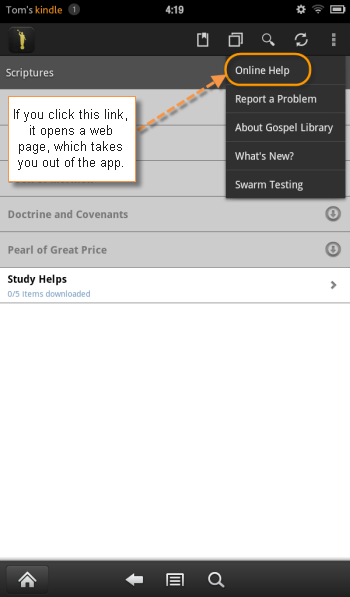 Tom's kindle 1 4:19
Scriptures
Online Help
Report a Problem
About Gospel Library
What's New?
Swarm Testing
If you click this link,
it opens a web
page, which takes
you out of the app.
Doctrine and Covenants
Pearl of Great Price
Study Helps
0/5 items downloaded